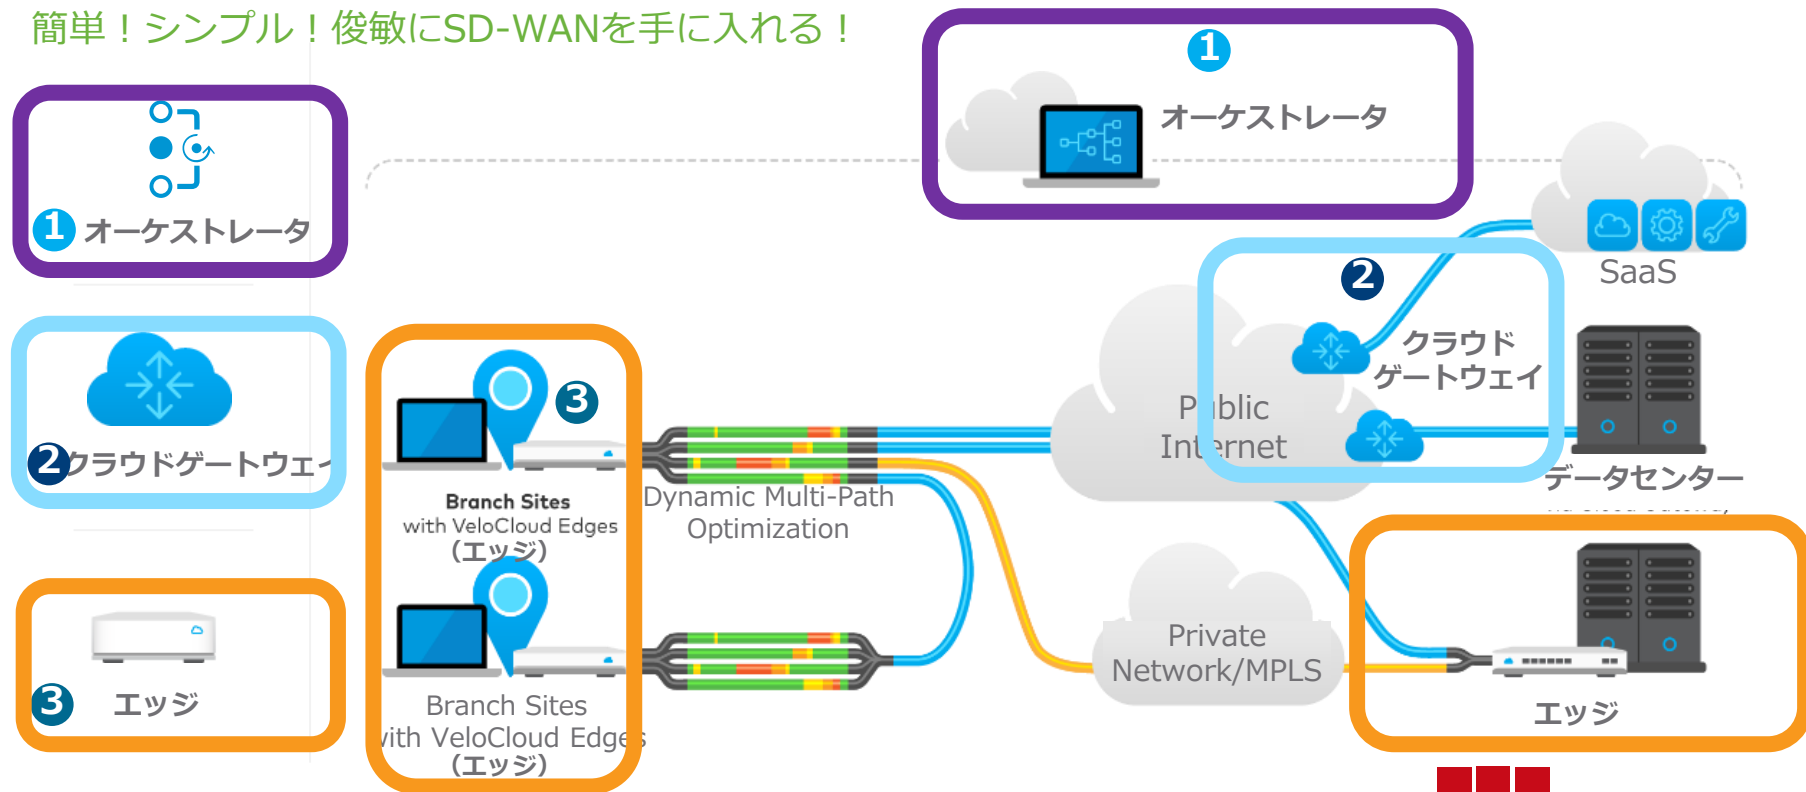 簡単！シンプル！俊敏にSD-WANを手に入れる！
1
オーケストレータ
1
オーケストレータ
SaaS
2
クラウド
ゲートウェイ
Public
Internet
データセンター
2
クラウドゲートウェイ
3
Branch Sites
with VeloCloud Edges
（エッジ）
Dynamic Multi-Path
Optimization
Private
Network/MPLS
3
エッジ
Branch Sites
with VeloCloud Edges
（エッジ）
エッジ